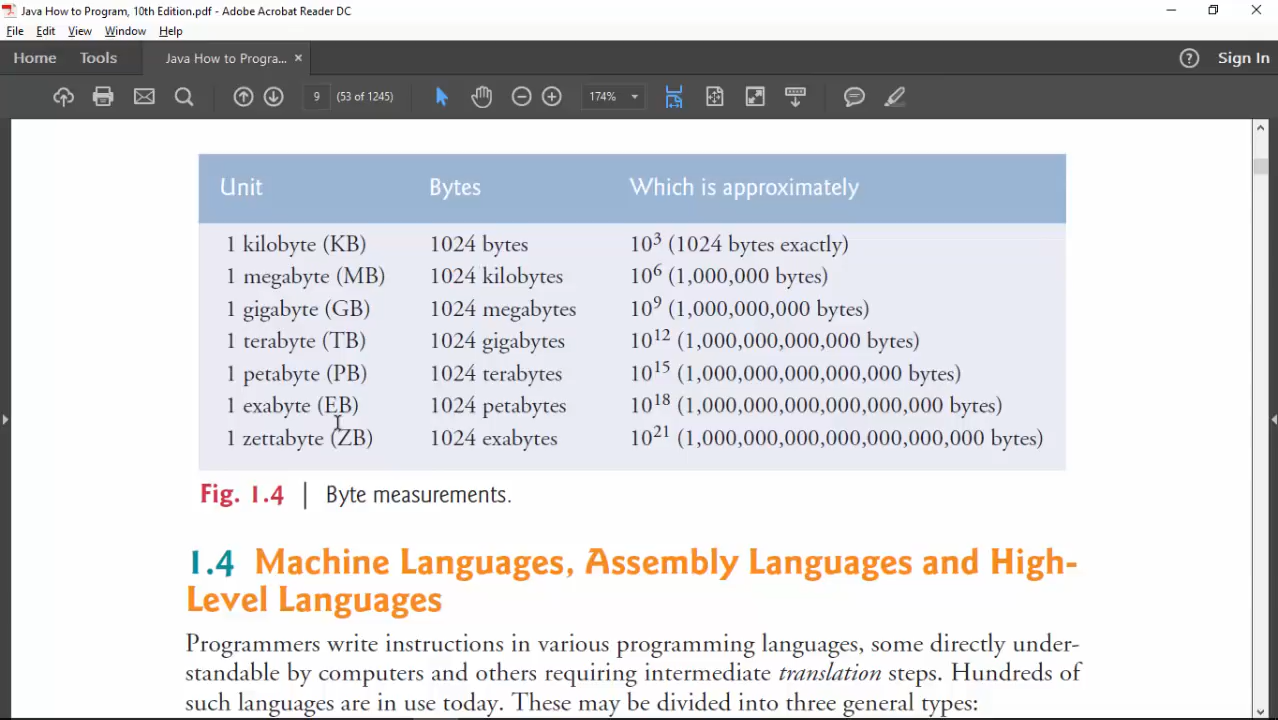 Java How to Program, 10th Edition.pdf - Adobe Acrobat Reader DC
File Edit View Window Help
Home Tools Java How to Progra... × ? Sign In
9 (53 of 1245) 174%
Unit Bytes Which is approximately
1 kilobyte (KB) 1024 bytes 10³ (1024 bytes exactly)
1 megabyte (MB) 1024 kilobytes 10⁶ (1,000,000 bytes)
1 gigabyte (GB) 1024 megabytes 10⁹ (1,000,000,000 bytes)
1 terabyte (TB) 1024 gigabytes 10¹² (1,000,000,000,000 bytes)
1 petabyte (PB) 1024 terabytes 10¹⁵ (1,000,000,000,000,000 bytes)
1 exabyte (EB) 1024 petabytes 10¹⁸ (1,000,000,000,000,000,000 bytes)
1 zettabyte (ZB) 1024 exabytes 10²¹ (1,000,000,000,000,000,000,000 bytes)
Fig. 1.4 | Byte measurements.
1.4 Machine Languages, Assembly Languages and High-
Level Languages
Programmers write instructions in various programming languages, some directly under-
standable by computers and others requiring intermediate translation steps. Hundreds of
such languages are in use today. These may be divided into three general types: